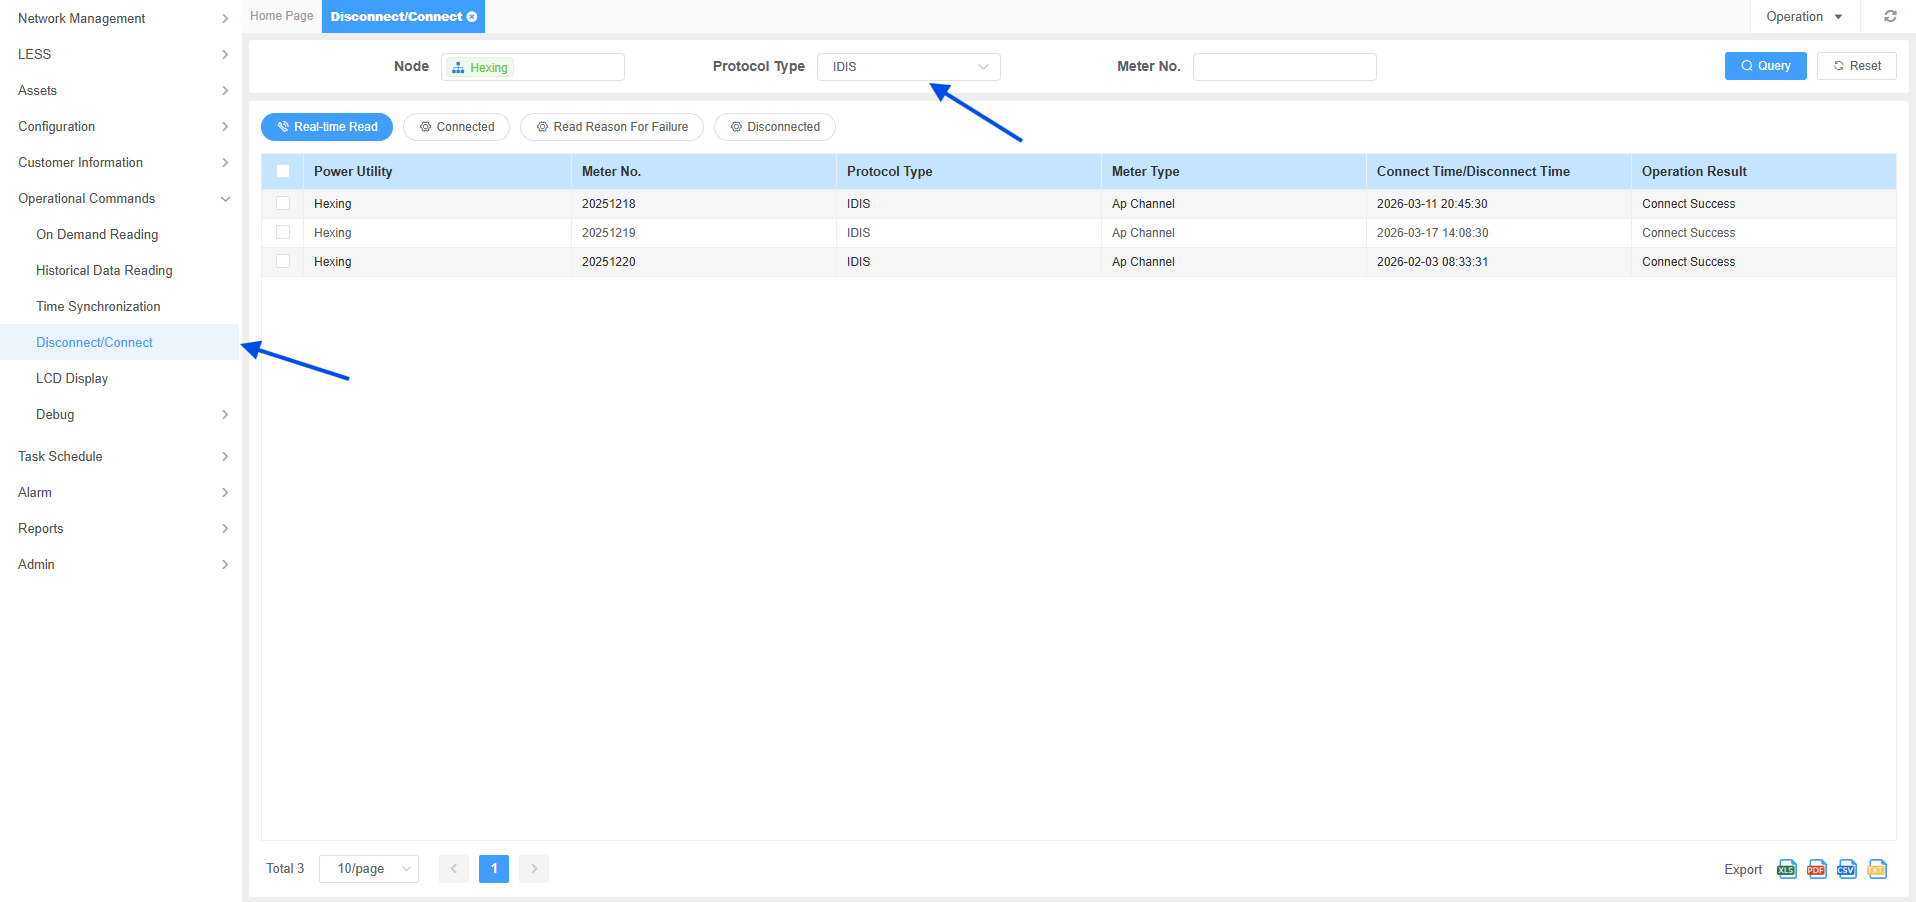 Network Management
LESS
Assets
Configuration
Customer Information
Operational Commands
On Demand Reading
Historical Data Reading
Time Synchronization
Disconnect/Connect
LCD Display
Debug
Task Schedule
Alarm
Reports
Admin
Home Page Disconnect/Connect Operation
Node Hexing Protocol Type IDIS Meter No. Query Reset
Real-time Read Connected Read Reason For Failure Disconnected
Power Utility Meter No. Protocol Type Meter Type Connect Time/Disconnect Time Operation Result
Hexing 20251218 IDIS Ap Channel 2026-03-11 20:45:30 Connect Success
Hexing 20251219 IDIS Ap Channel 2026-03-17 14:08:30 Connect Success
Hexing 20251220 IDIS Ap Channel 2026-02-03 08:33:31 Connect Success
Total 3 10/page 1 Export XLS PDF CSV TXT